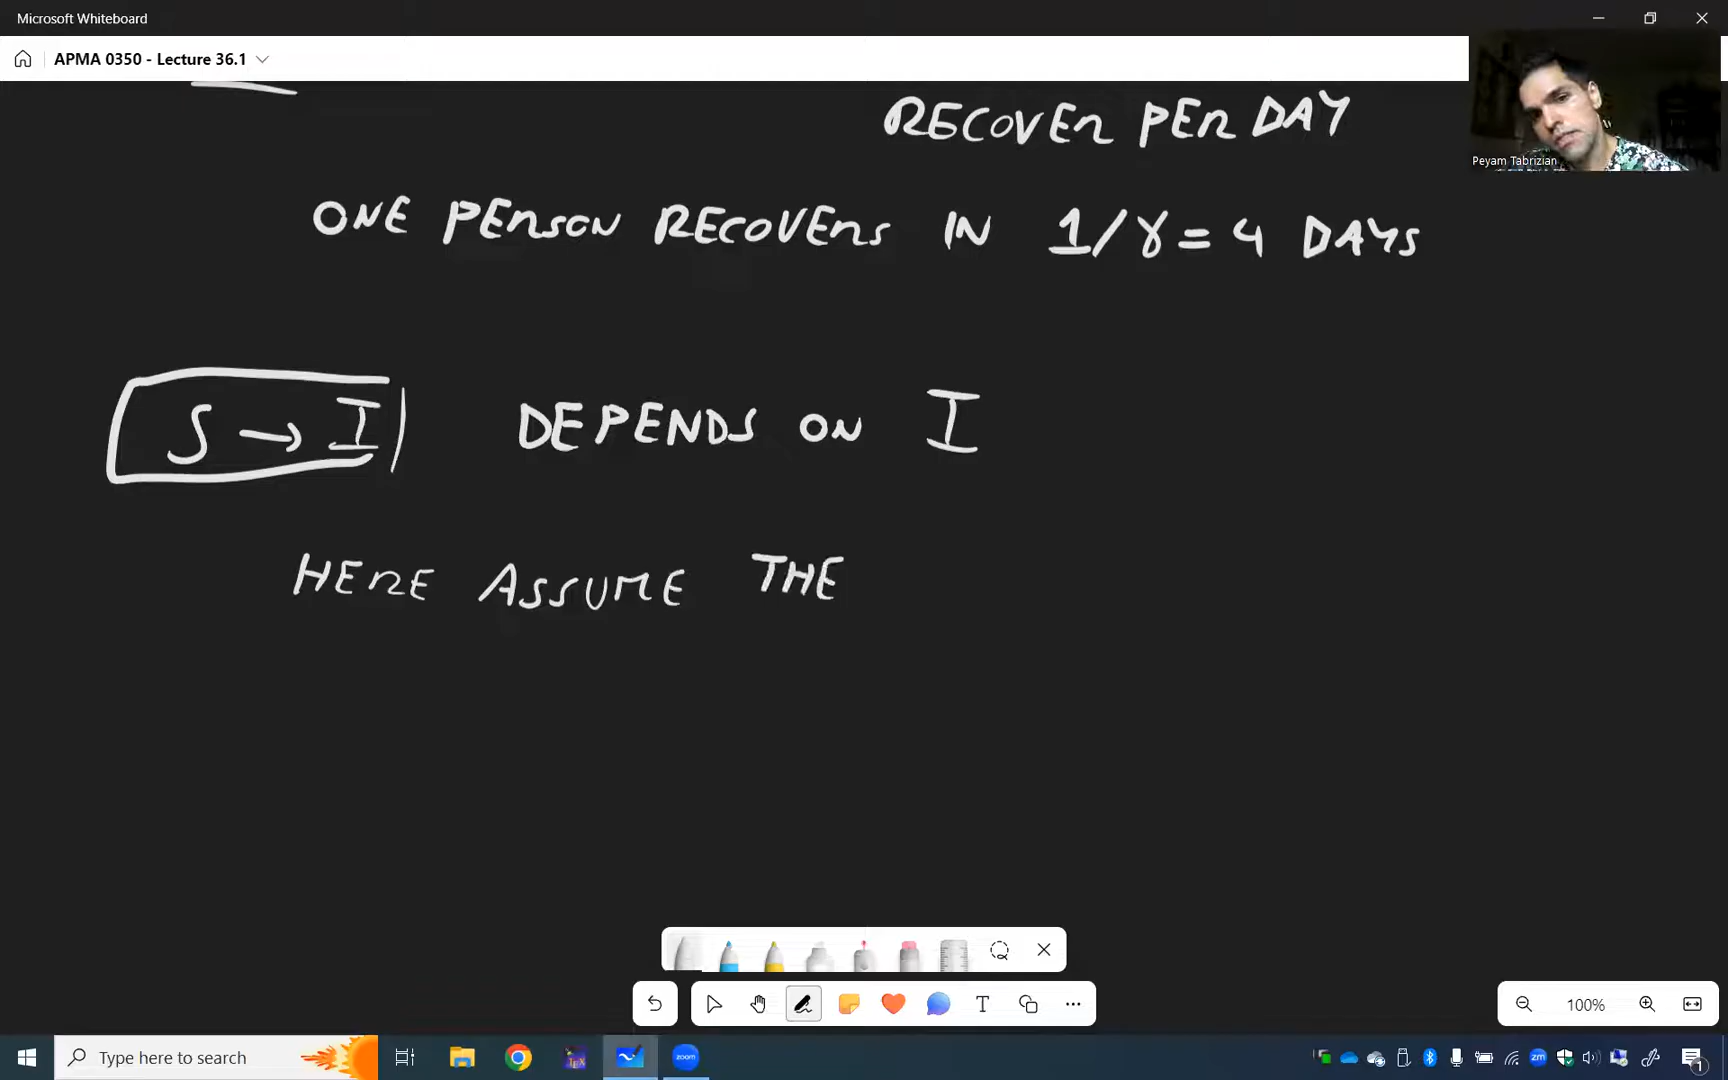 Microsoft Whiteboard
APMA 0350 - Lecture 36.1
Peyam Tabrizian
RECOVER PER DAY
ONE PERSON RECOVERS IN 1/γ = 4 DAYS
S → I DEPENDS ON I
HERE ASSUME THE
100%
Type here to search